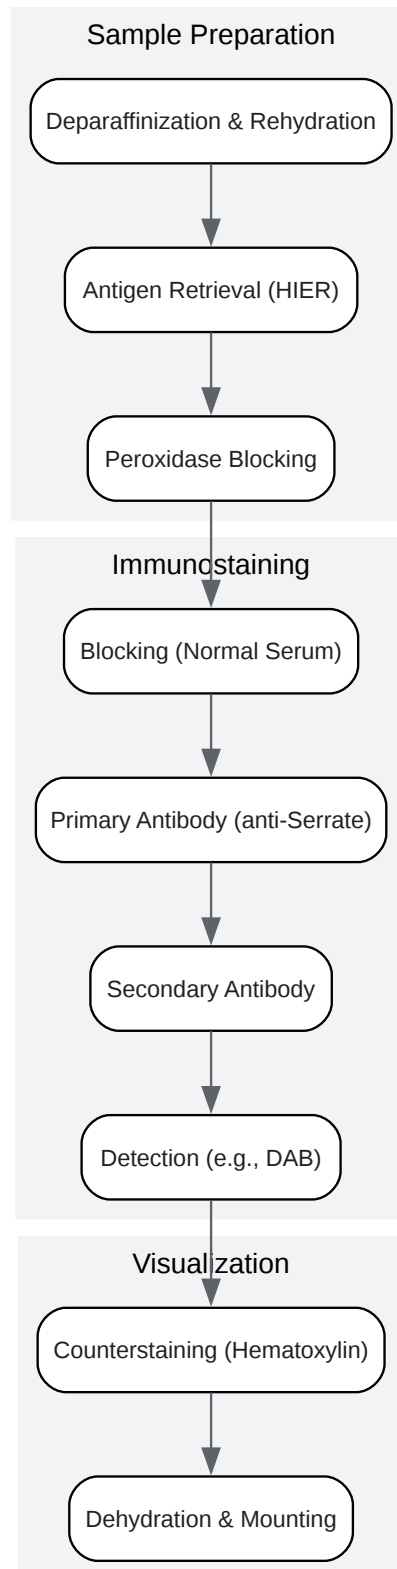 Sample Preparation
Deparaffinization & Rehydration
Antigen Retrieval (HIER)
Peroxidase Blocking
Immunostaining
Blocking (Normal Serum)
Primary Antibody (anti-Serrate)
Secondary Antibody
Detection (e.g., DAB)
Visualization
Counterstaining (Hematoxylin)
Dehydration & Mounting